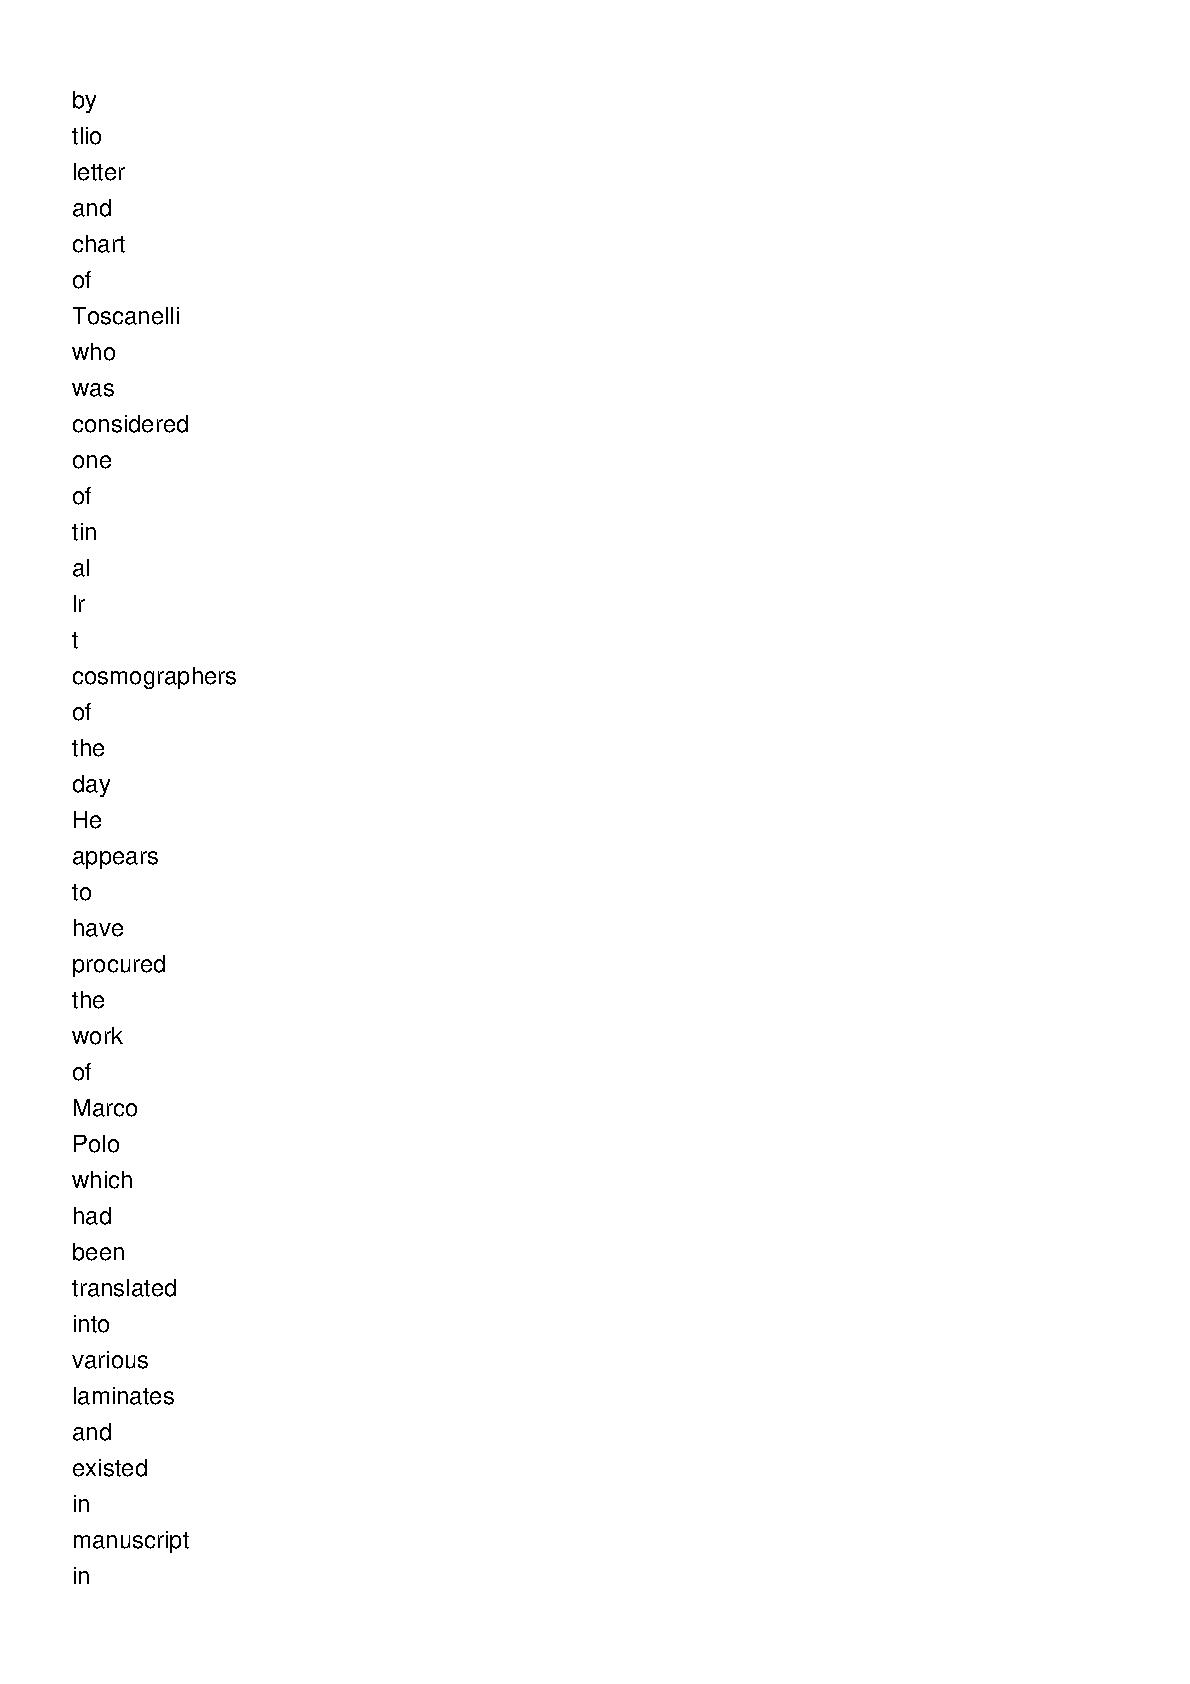 by
tlio
letter
and
chart
of
Toscanelli
who
was
considered
one
of
tin
al
Ir
t
cosmographers
of
the
day
He
appears
to
have
procured
the
work
of
Marco
Polo
which
had
been
translated
into
various
laminates
and
existed
in
manuscript
in